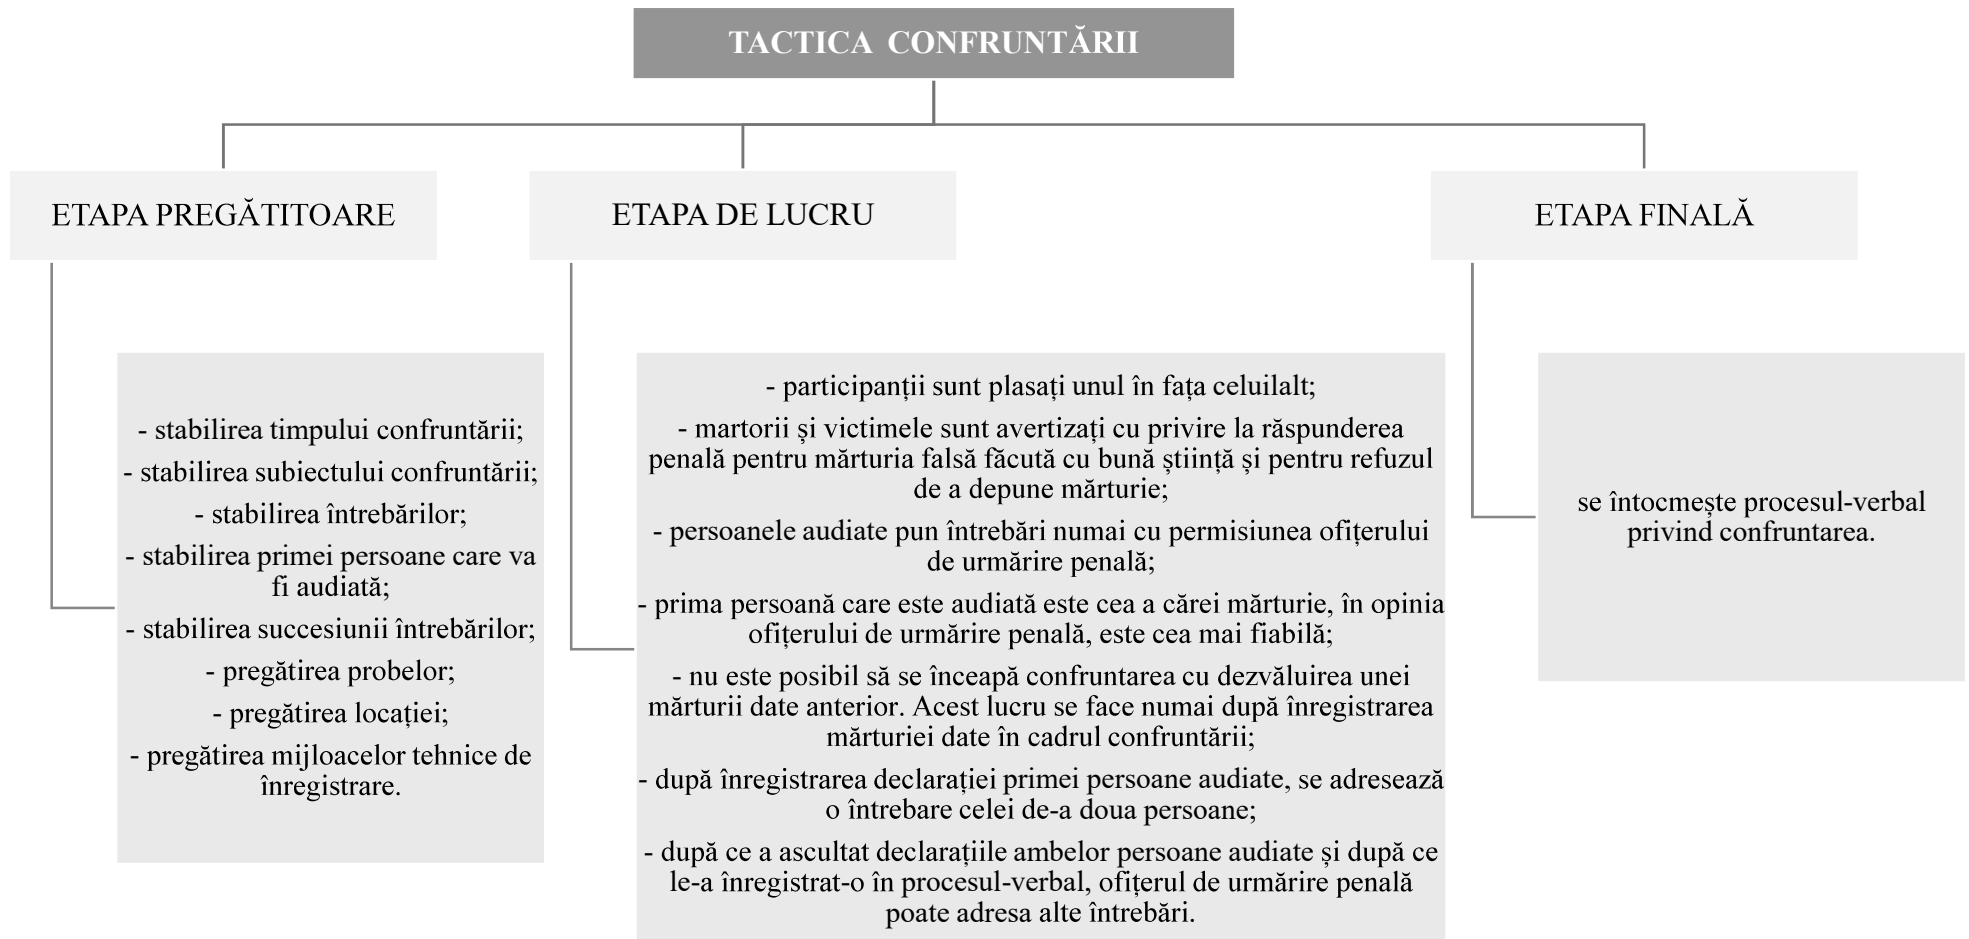 TACTICA CONFRUNTĂRII
ETAPA PREGĂTITOARE
- stabilirea timpului confruntării;
- stabilirea subiectului confruntării;
- stabilirea întrebărilor;
- stabilirea primei persoane care va
fi audiată;
- stabilirea succesiunii întrebărilor;
- pregătirea probelor;
- pregătirea locației;
- pregătirea mijloacelor tehnice de
înregistrare.
ETAPA DE LUCRU
- participanții sunt plasați unul în fața celuilalt;
- martorii și victimele sunt avertizați cu privire la răspunderea
penală pentru mărturia falsă făcută cu bună știință și pentru refuzul
de a depune mărturie;
- persoanele audiate pun întrebări numai cu permisiunea ofițerului
de urmărire penală;
- prima persoană care este audiată este cea a cărei mărturie, în opinia
ofițerului de urmărire penală, este cea mai fiabilă;
- nu este posibil să se înceapă confruntarea cu dezvăluirea unei
mărturii date anterior. Acest lucru se face numai după înregistrarea
mărturiei date în cadrul confruntării;
- după înregistrarea declarației primei persoane audiate, se adresează
o întrebare celei de-a doua persoane;
- după ce a ascultat declarațiile ambelor persoane audiate și după ce
le-a înregistrat-o în procesul-verbal, ofițerul de urmărire penală
poate adresa alte întrebări.
ETAPA FINALĂ
se întocmește procesul-verbal
privind confruntarea.